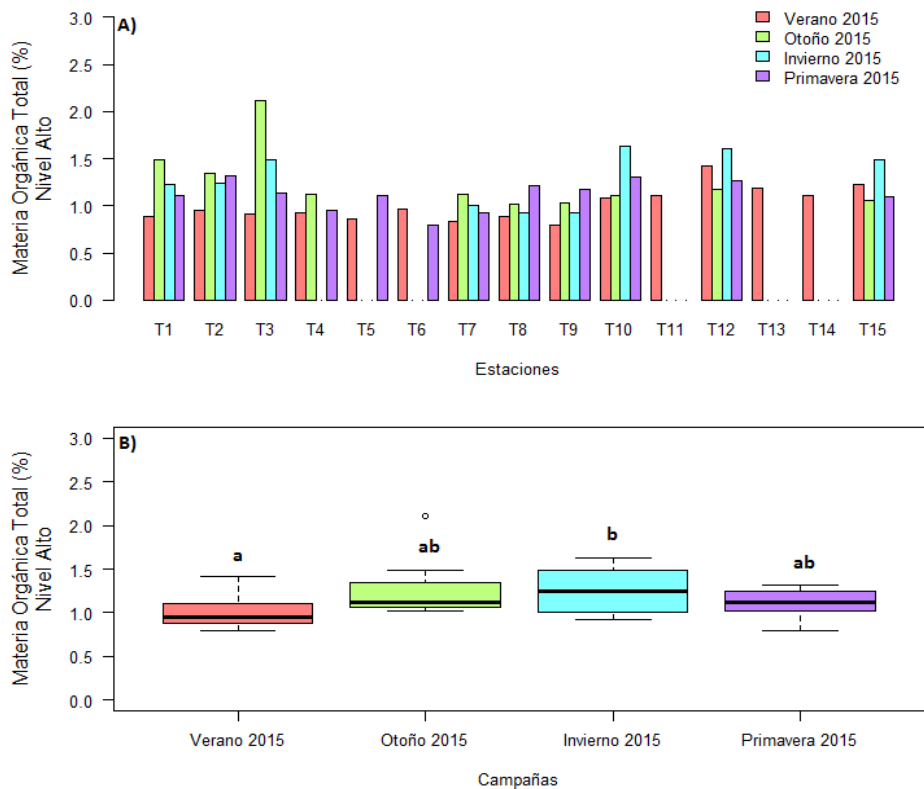 A)
Materia Orgánica Total (%)
Nivel Alto
3.0
2.5
2.0
1.5
1.0
0.5
0.0
Verano 2015
Otoño 2015
Invierno 2015
Primavera 2015
T1 T2 T3 T4 T5 T6 T7 T8 T9 T10 T11 T12 T13 T14 T15
Estaciones
B)
Materia Orgánica Total (%)
Nivel Alto
3.0
2.5
2.0
1.5
1.0
0.5
0.0
a ab b ab
Verano 2015 Otoño 2015 Invierno 2015 Primavera 2015
Campañas